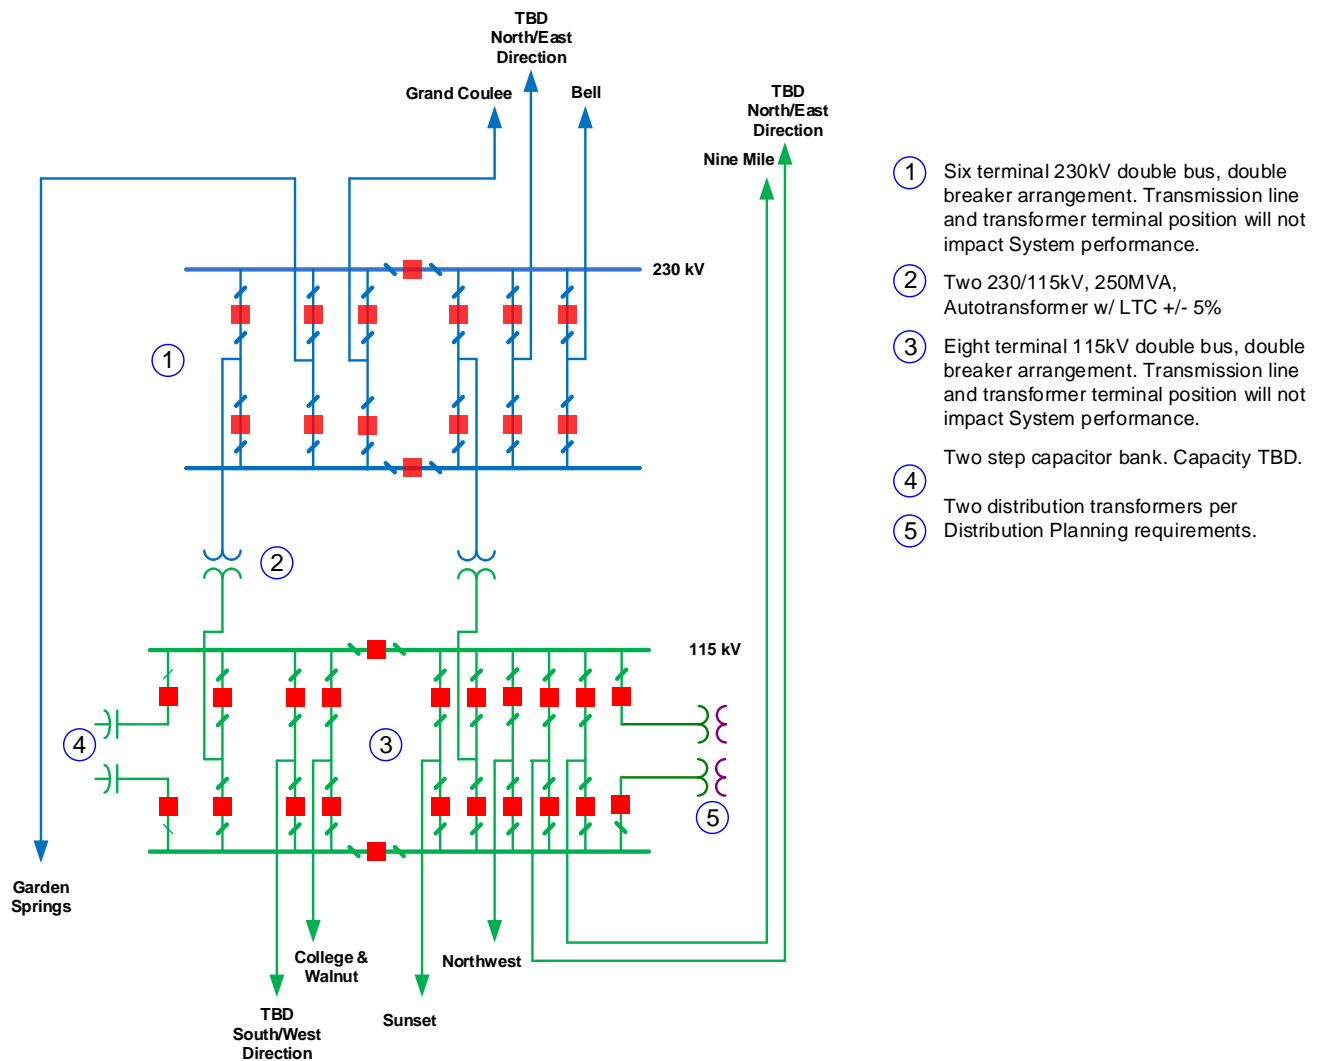 TBD
North/East
Direction
Grand Coulee
Bell
TBD
North/East
Direction
Nine Mile
230 kV
1
2
115 kV
4
3
5
Garden
Springs
College &
Walnut
Northwest
TBD
South/West
Direction
Sunset
1
Six terminal 230kV double bus, double
breaker arrangement. Transmission line
and transformer terminal position will not
impact System performance.
2
Two 230/115kV, 250MVA,
Autotransformer w/ LTC +/- 5%
3
Eight terminal 115kV double bus, double
breaker arrangement. Transmission line
and transformer terminal position will not
impact System performance.
Two step capacitor bank. Capacity TBD.
4
Two distribution transformers per
5
Distribution Planning requirements.